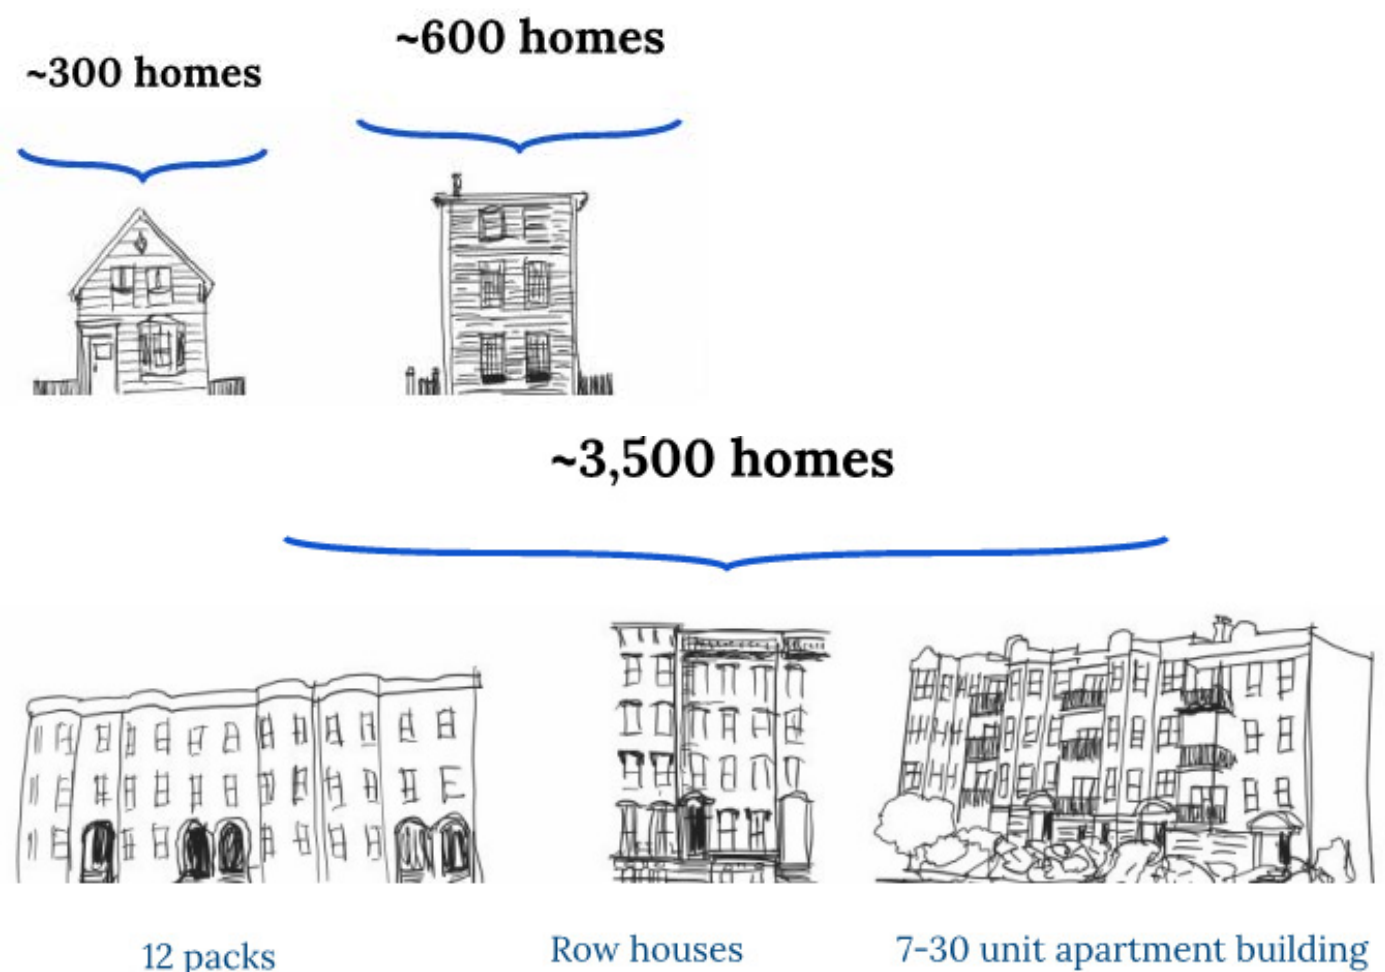 ~300 homes
~600 homes
~3,500 homes
12 packs
Row houses
7-30 unit apartment building